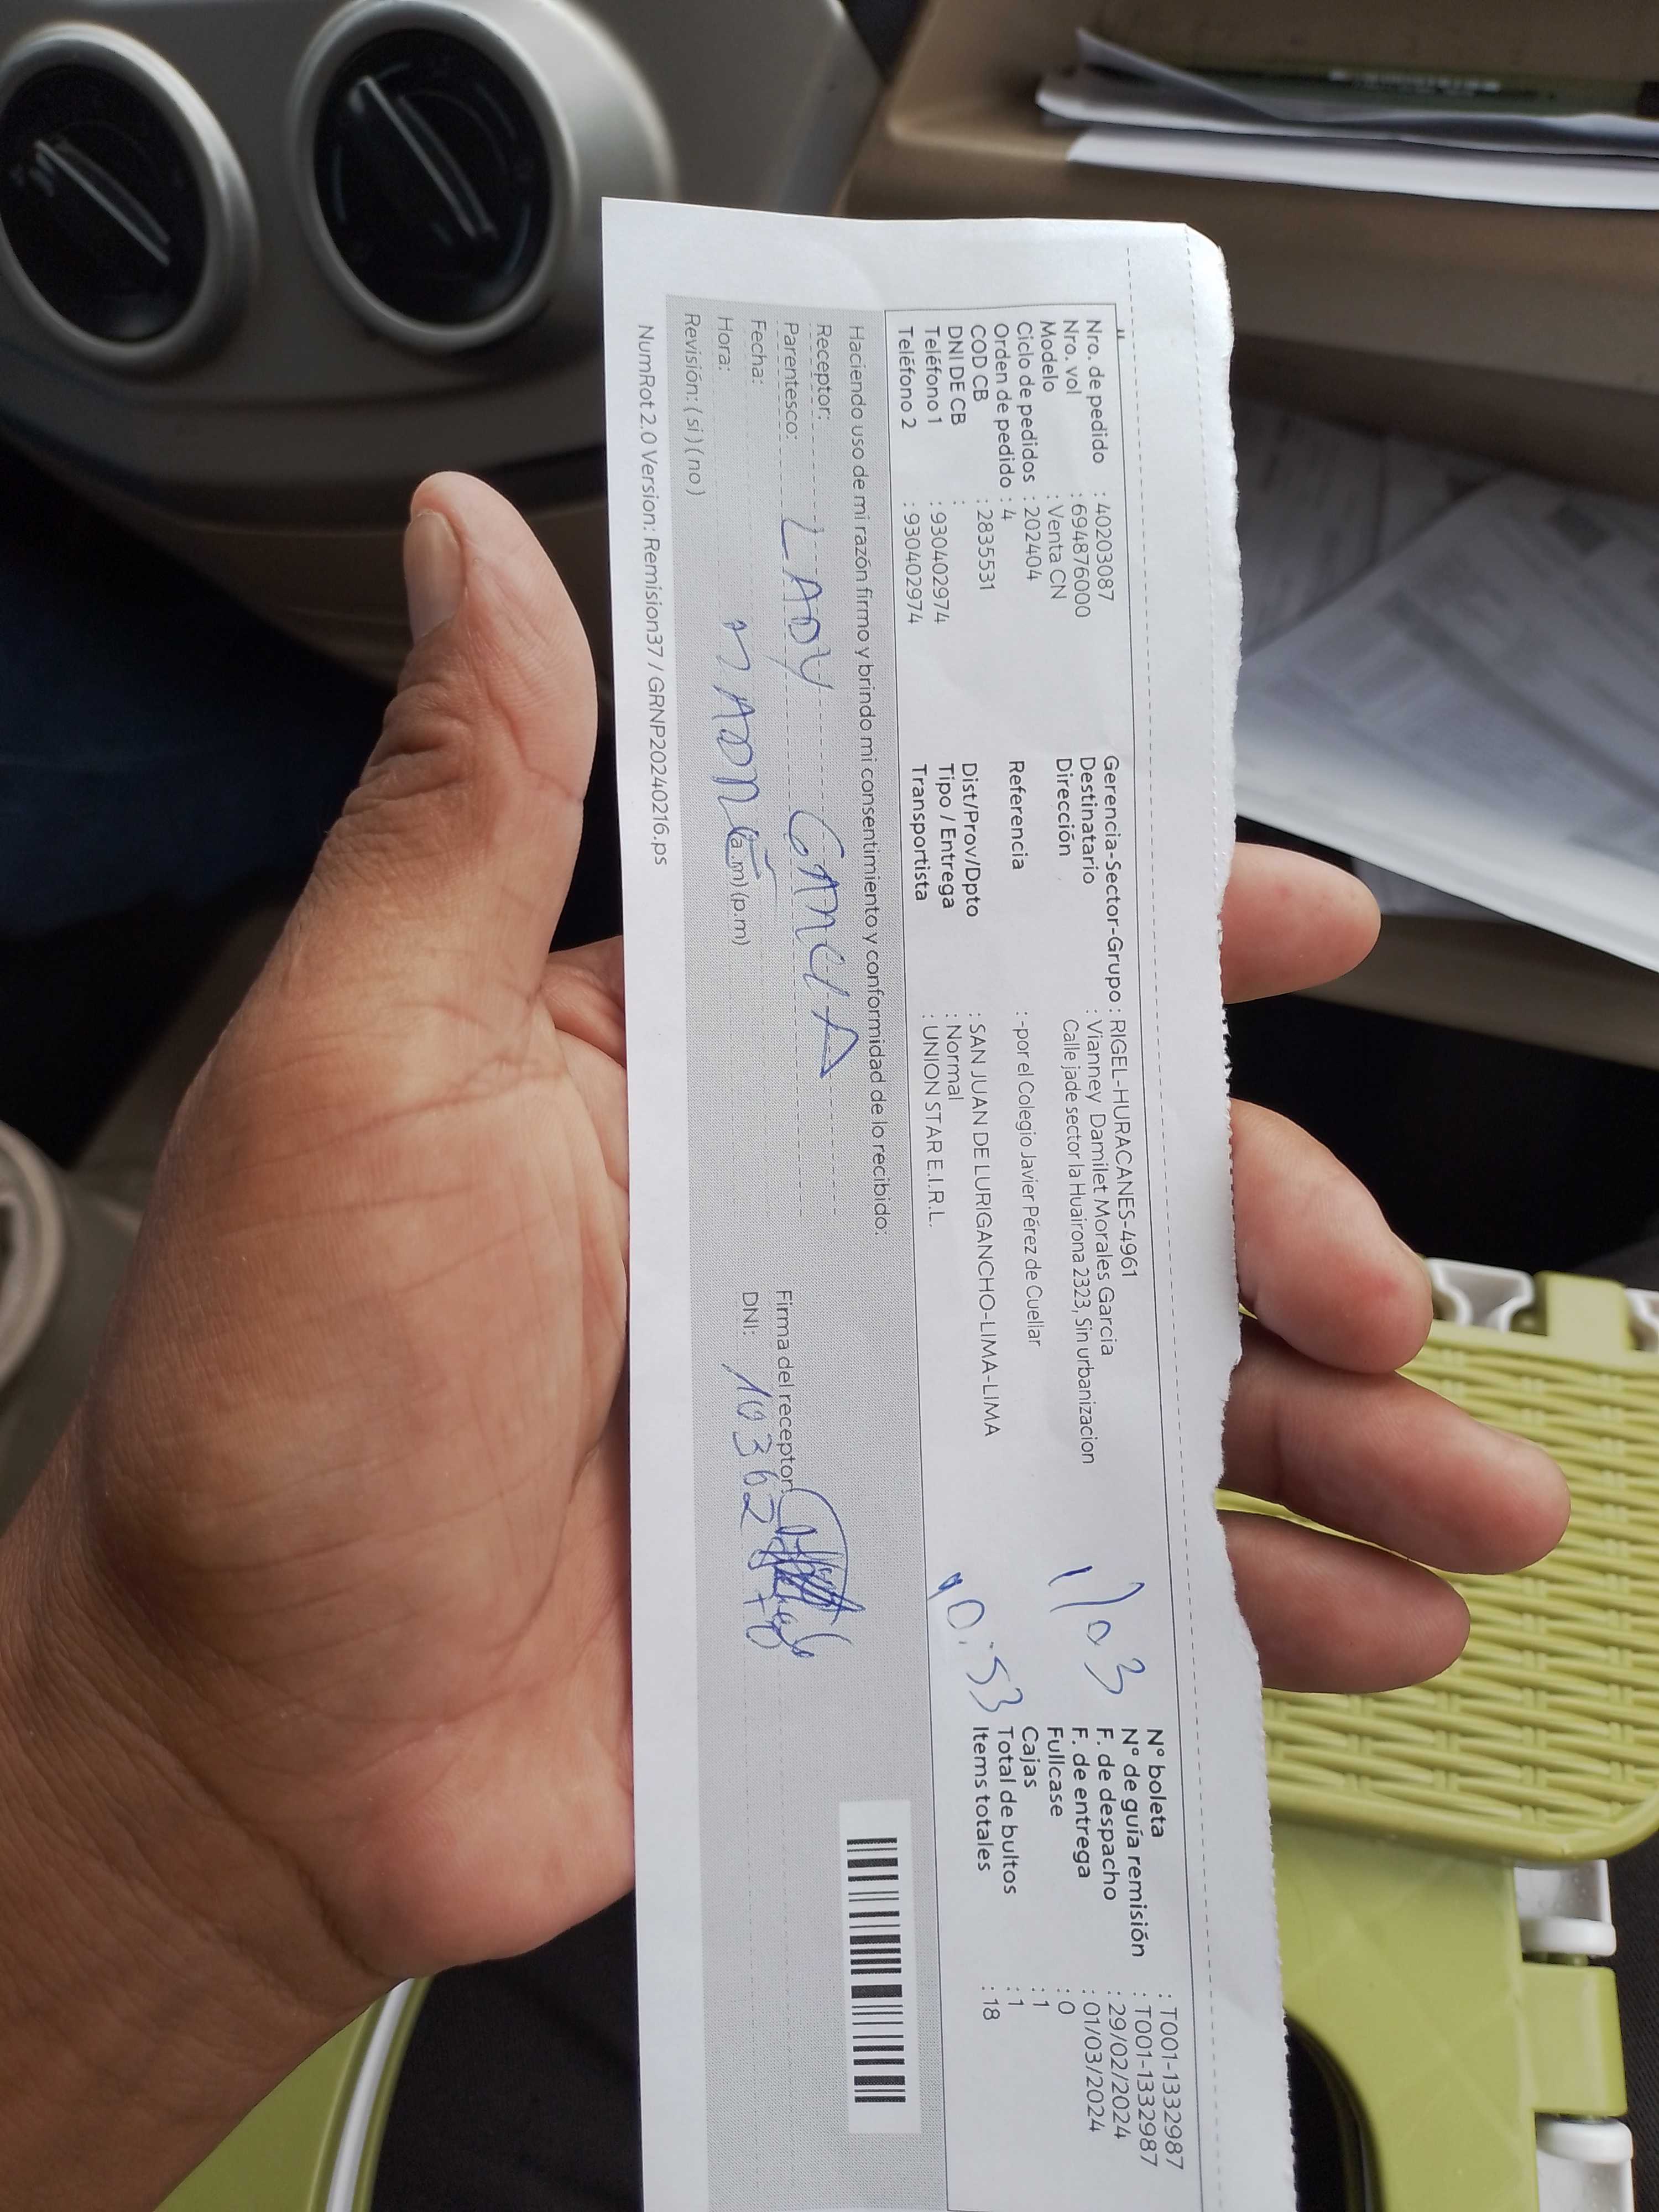 Nro. de pedido : 40203087
Nro. vol : 694876000
Modelo : Venta CN
Ciclo de pedidos : 202404
Orden de pedido : 4
COD CB : 2835531
DNI DE CB :
Teléfono 1 : 930402974
Teléfono 2 : 930402974
Gerencia-Sector-Grupo : RIGEL-HURACANES-4961
Destinatario : Vianney Damilet Morales Garcia
Dirección Calle jade sector la Huairona 2323, Sin urbanizacion
Referencia : -por el Colegio Javier Pérez de Cuellar
Dist/Prov/Dpto : SAN JUAN DE LURIGANCHO-LIMA-LIMA
Tipo / Entrega : Normal
Transportista : UNION STAR E.I.R.L.
1/03
10:53
N° boleta : T001-1332987
N° de guía remisión : T001-1332987
F. de despacho : 29/02/2024
F. de entrega : 01/03/2024
Fullcase : 0
Cajas : 1
Total de bultos : 1
Items totales : 18
Haciendo uso de mi razón firmo y brindo mi consentimiento y conformidad de lo recibido:
Receptor: LADY GARCIA
Parentesco:
Fecha:
Hora: (a.m) (p.m)
Revisión: ( si ) ( no )
Firma del receptor:
DNI:
NumRot 2.0 Version: Remision37 / GRNP20240216.ps